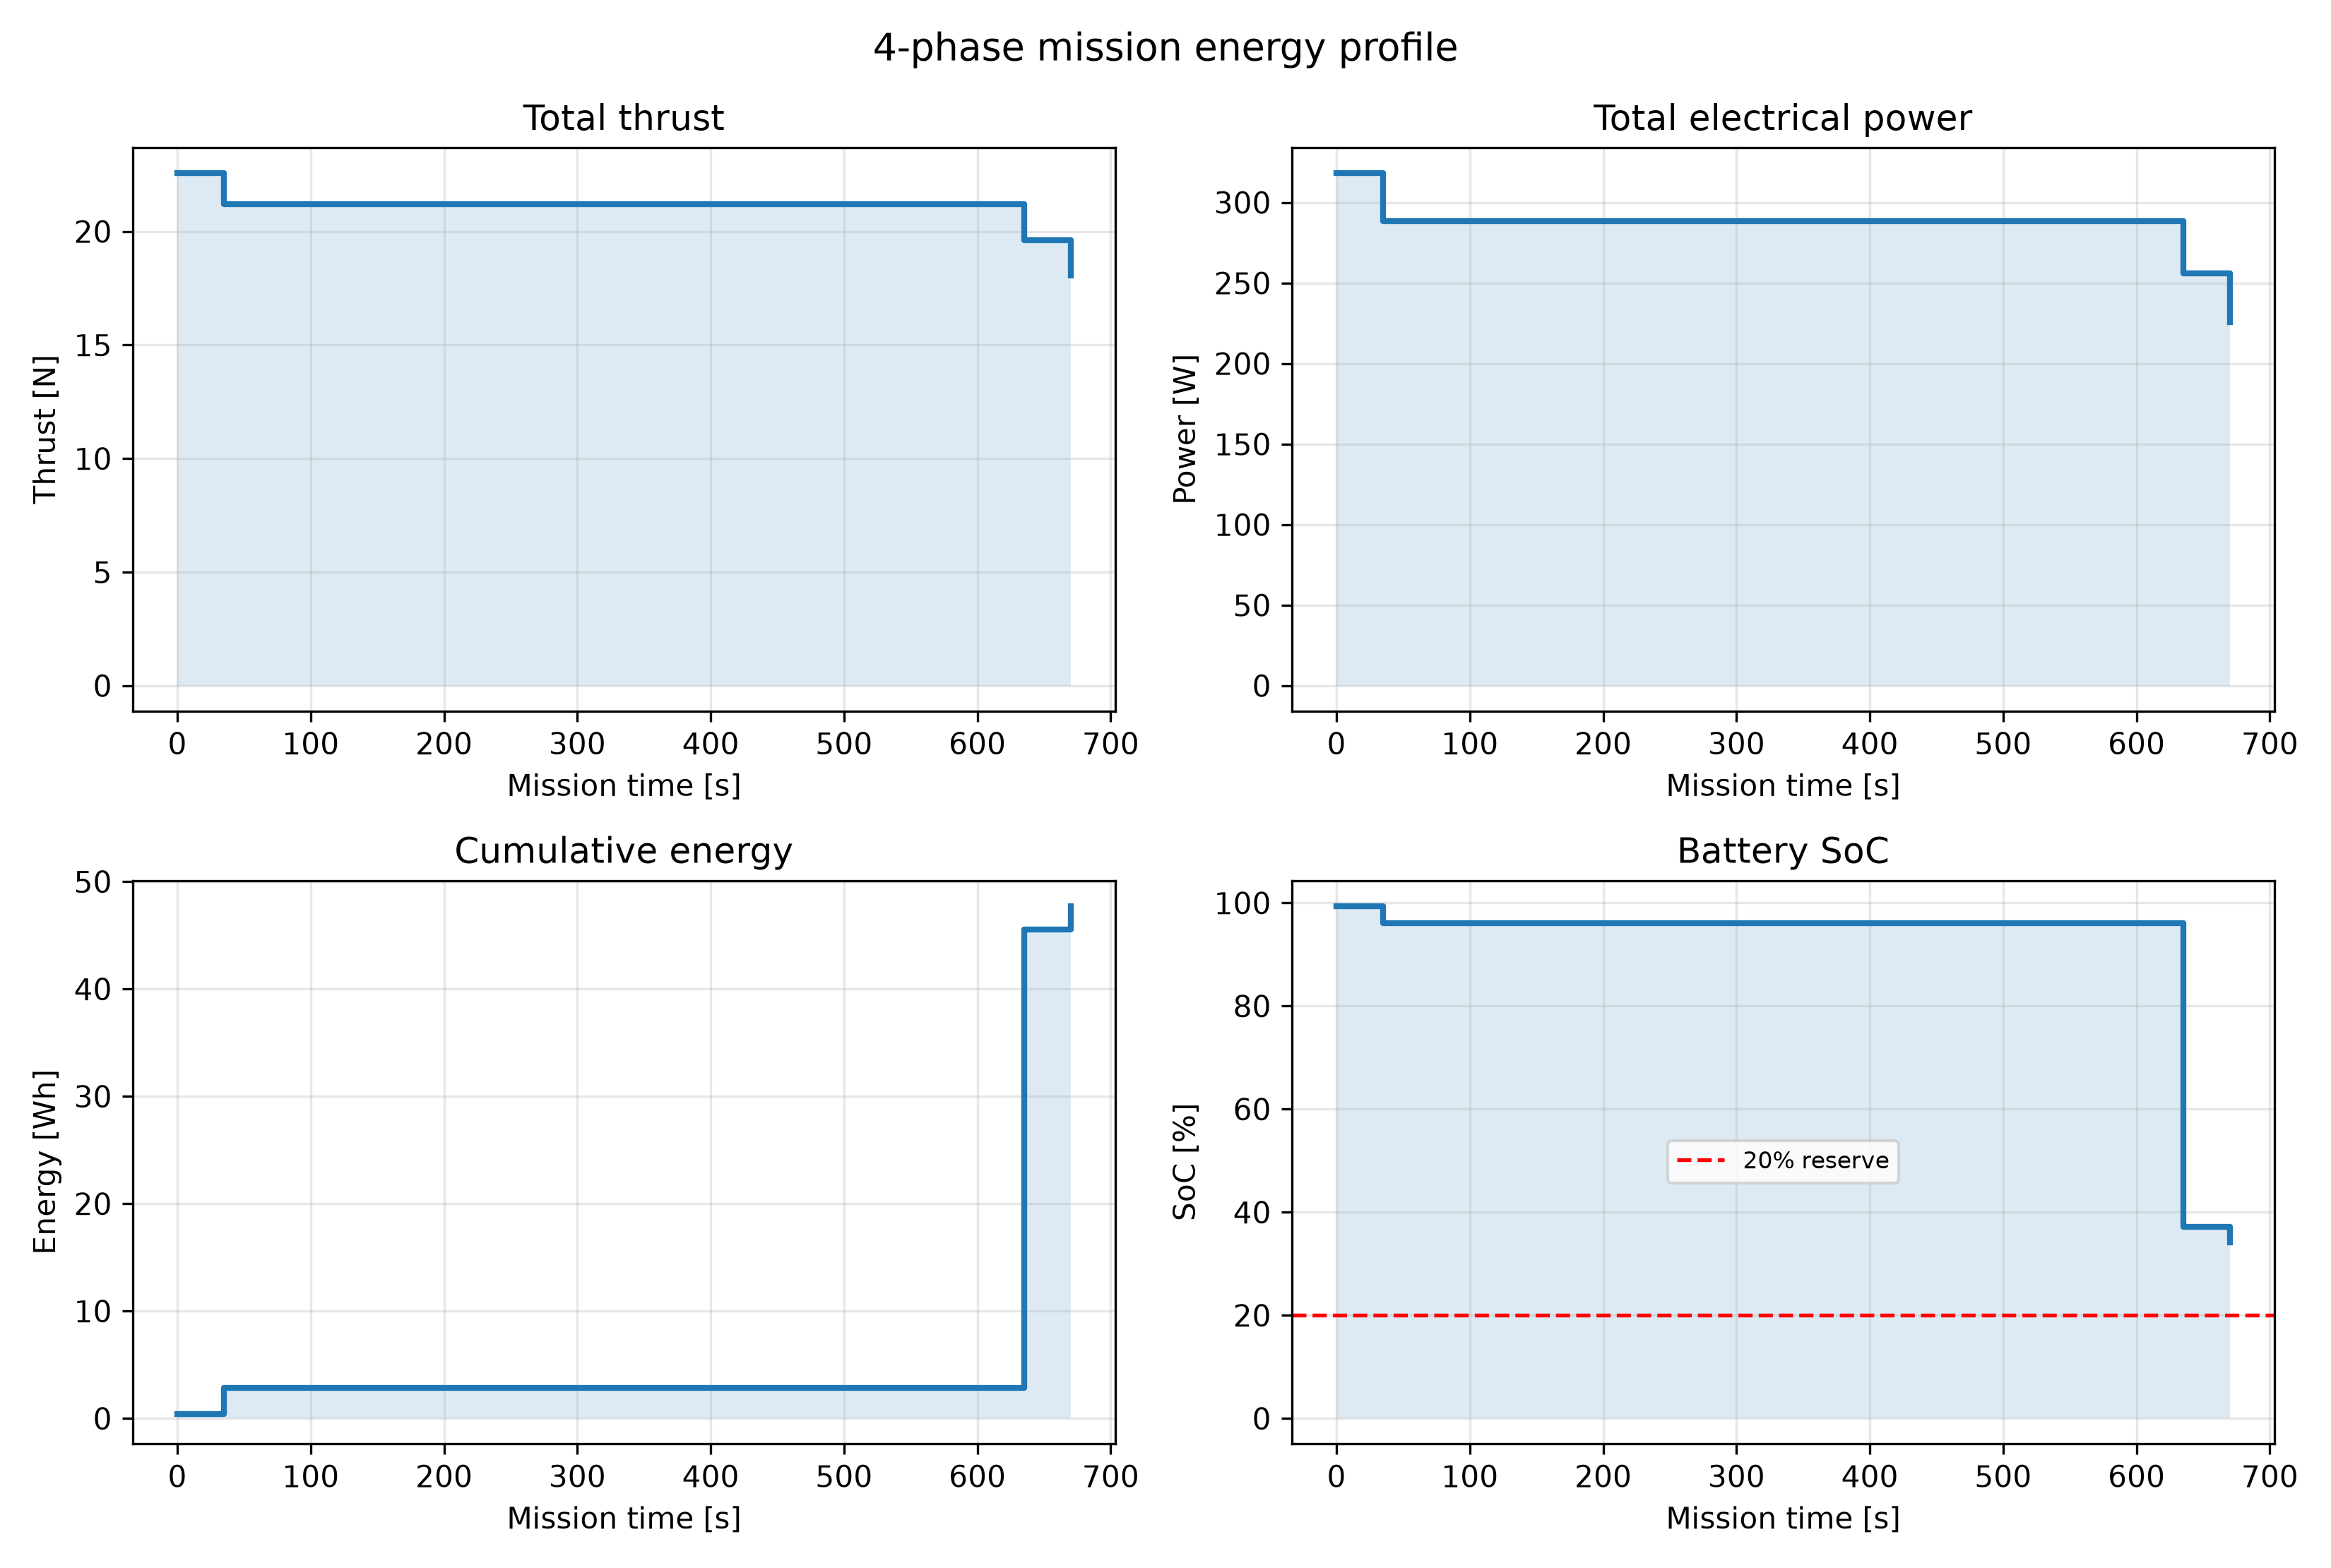 4-phase mission energy profile
Total thrust
Thrust [N]
20
15
10
5
0
0 100 200 300 400 500 600 700
Mission time [s]
Total electrical power
Power [W]
300
250
200
150
100
50
0
0 100 200 300 400 500 600 700
Mission time [s]
Cumulative energy
Energy [Wh]
50
40
30
20
10
0
0 100 200 300 400 500 600 700
Mission time [s]
Battery SoC
SoC [%]
100
80
60
40
20
0
20% reserve
0 100 200 300 400 500 600 700
Mission time [s]